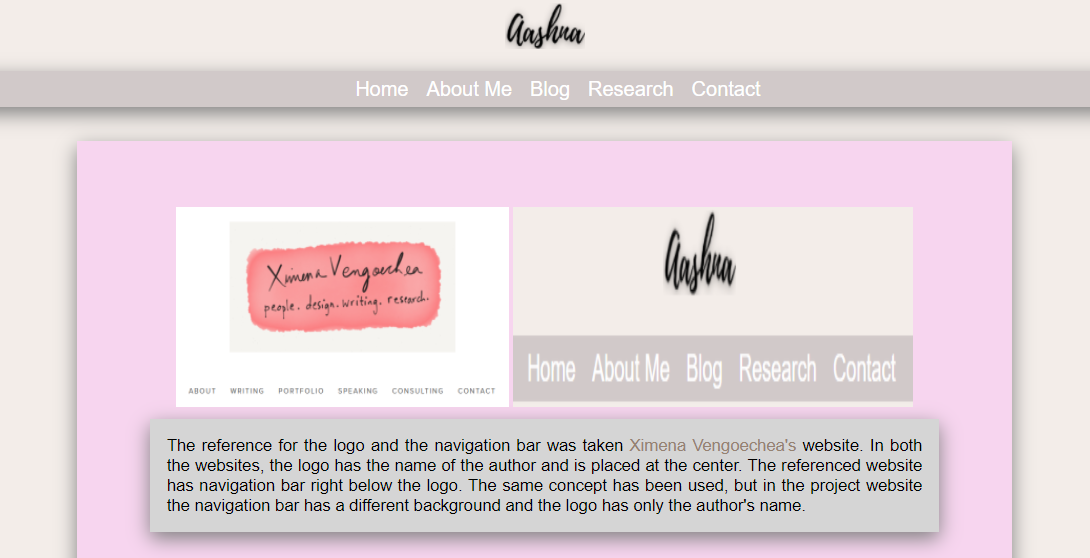 Aashna
Home About Me Blog Research Contact
Ximena Vengoechea
people. design. writing. research.
ABOUT WRITING PORTFOLIO SPEAKING CONSULTING CONTACT
Aashna
Home About Me Blog Research Contact
The reference for the logo and the navigation bar was taken Ximena Vengoechea's website. In both
the websites, the logo has the name of the author and is placed at the center. The referenced website
has navigation bar right below the logo. The same concept has been used, but in the project website
the navigation bar has a different background and the logo has only the author's name.